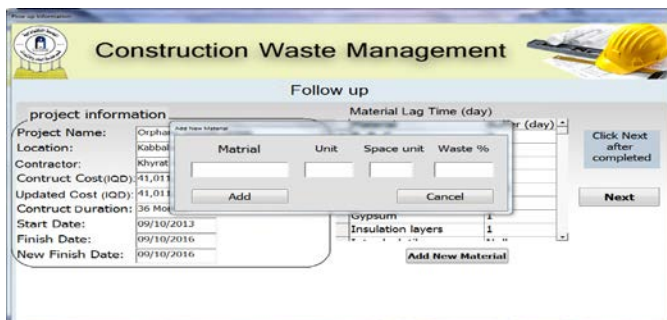 Construction Waste Management
Follow up
project information
Project Name: Orpha
Location: Kabbal
Contractor: Khyrat
Contruct Cost(IQD): 41,011
Updated Cost (IQD): 41,011
Contruct Duration: 36 Mo
Start Date: 09/10/2013
Finish Date: 09/10/2016
New Finish Date: 09/10/2016
Material Lag Time (day)
(day)
Gypsum 1
Insulation layers 1
Add New Material
Add New Material
Matrial Unit Space unit Waste %
Add Cancel
Click Next
after
completed
Next